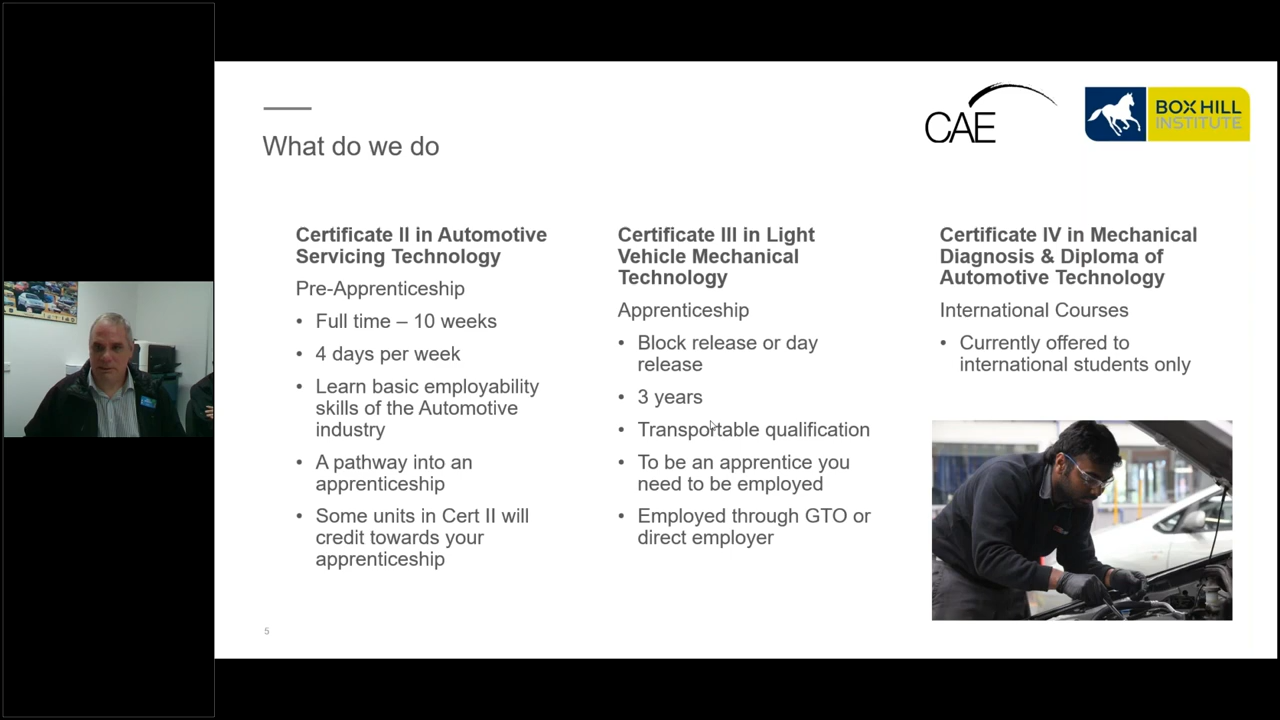 CAE
BOX HILL
INSTITUTE
What do we do
Certificate II in Automotive
Servicing Technology
Pre-Apprenticeship
• Full time – 10 weeks
• 4 days per week
• Learn basic employability
skills of the Automotive
industry
• A pathway into an
apprenticeship
• Some units in Cert II will
credit towards your
apprenticeship
Certificate III in Light
Vehicle Mechanical
Technology
Apprenticeship
• Block release or day
release
• 3 years
• Transportable qualification
• To be an apprentice you
need to be employed
• Employed through GTO or
direct employer
Certificate IV in Mechanical
Diagnosis & Diploma of
Automotive Technology
International Courses
• Currently offered to
international students only
5